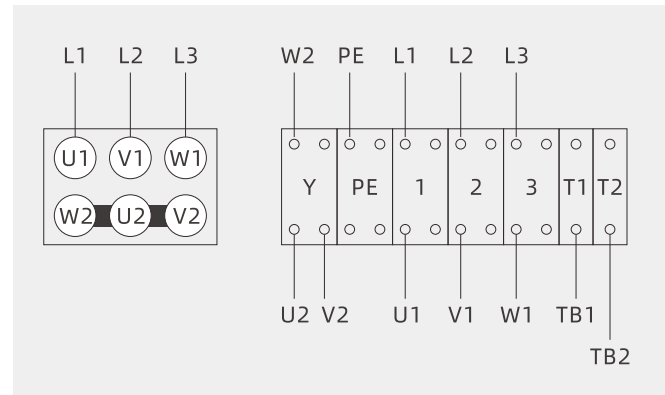 L1 L2 L3
U1 V1 W1
W2 U2 V2
W2 PE L1 L2 L3
Y PE 1 2 3 T1 T2
U2 V2 U1 V1 W1 TB1
TB2